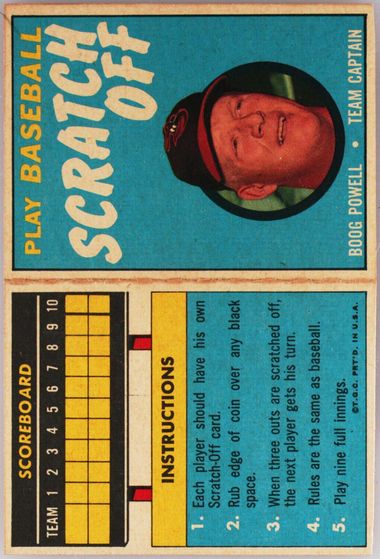 PLAY BASEBALL
SCRATCH
OFF
BOOG POWELL • TEAM CAPTAIN
SCOREBOARD
TEAM 1 2 3 4 5 6 7 8 9 10
INSTRUCTIONS
1. Each player should have his own
Scratch-Off card.
2. Rub edge of coin over any black
space.
3. When three outs are scratched off,
the next player gets his turn.
4. Rules are the same as baseball.
5. Play nine full innings.
©T.C.G. PRT'D. IN U.S.A.